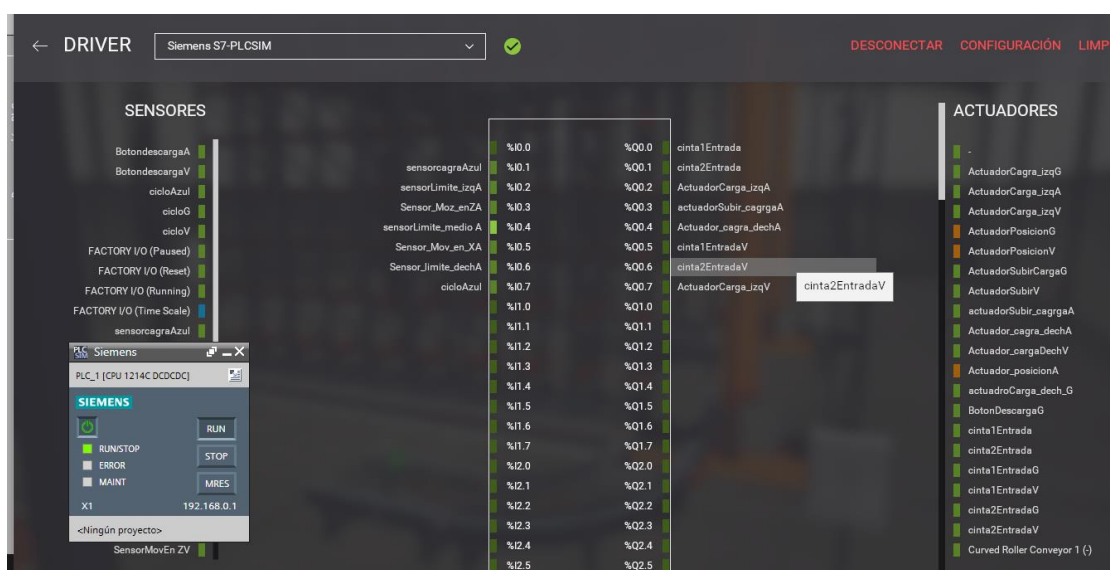 ← DRIVER Siemens S7-PLCSIM DESCONECTAR CONFIGURACIÓN LIMP
SENSORES
BotondescargaA
BotondescargaV
cicloAzul
cicloG
cicloV
FACTORY I/O (Paused)
FACTORY I/O (Reset)
FACTORY I/O (Running)
FACTORY I/O (Time Scale)
sensorcagraAzul
SensorMovEn ZV
PLC SIM Siemens
PLC_1 [CPU 1214C DCDCDC]
SIEMENS
RUN
RUN/STOP
STOP
ERROR
MAINT
MRES
X1 192.168.0.1
<Ningún proyecto>
%I0.0 %Q0.0 cinta1Entrada
sensorcagraAzul %I0.1 %Q0.1 cinta2Entrada
sensorLimite_izqA %I0.2 %Q0.2 ActuadorCarga_izqA
Sensor_Moz_enZA %I0.3 %Q0.3 actuadorSubir_cagrgaA
sensorLimite_medio A %I0.4 %Q0.4 Actuador_cagra_dechA
Sensor_Mov_en_XA %I0.5 %Q0.5 cinta1EntradaV
Sensor_limite_dechA %I0.6 %Q0.6 cinta2EntradaV
cicloAzul %I0.7 %Q0.7 ActuadorCarga_izqV
cinta2EntradaV
%I1.0 %Q1.0
%I1.1 %Q1.1
%I1.2 %Q1.2
%I1.3 %Q1.3
%I1.4 %Q1.4
%I1.5 %Q1.5
%I1.6 %Q1.6
%I1.7 %Q1.7
%I2.0 %Q2.0
%I2.1 %Q2.1
%I2.2 %Q2.2
%I2.3 %Q2.3
%I2.4 %Q2.4
%I2.5 %Q2.5
ACTUADORES
-
ActuadorCagra_izqG
ActuadorCarga_izqA
ActuadorCarga_izqV
ActuadorPosicionG
ActuadorPosicionV
ActuadorSubirCargaG
ActuadorSubirV
actuadorSubir_cagrgaA
Actuador_cagra_dechA
Actuador_cargaDechV
Actuador_posicionA
actuadroCarga_dech_G
BotonDescargaG
cinta1Entrada
cinta2Entrada
cinta1EntradaG
cinta1EntradaV
cinta2EntradaG
cinta2EntradaV
Curved Roller Conveyor 1 (-)